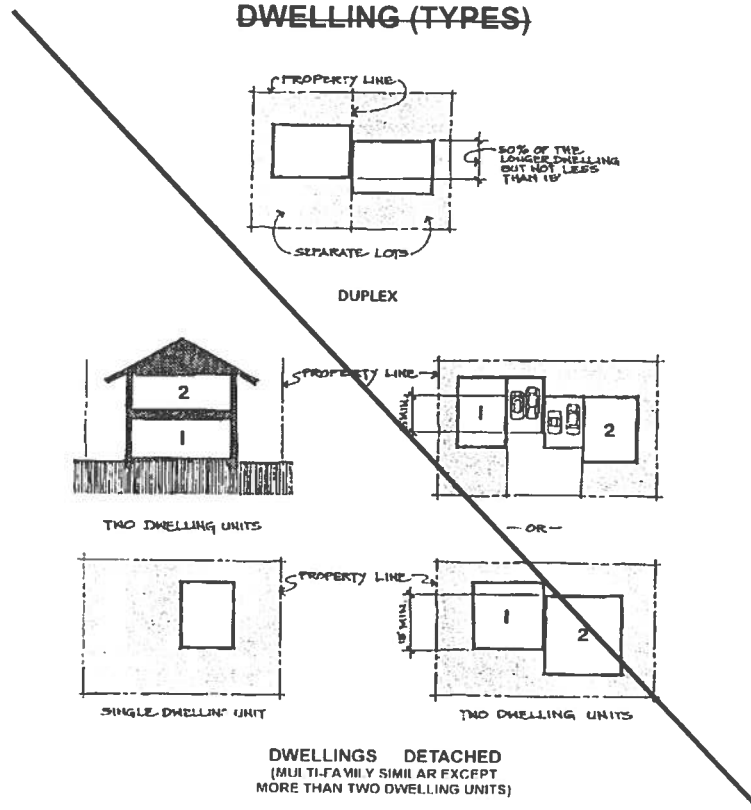 DWELLING (TYPES)
PROPERTY LINE
50% OF THE
LONGER DWELLING
BUT NOT LESS
THAN 15'
SEPARATE LOTS
DUPLEX
PROPERTY LINE
2
1
MIN.
1
2
TWO DWELLING UNITS
— OR —
PROPERTY LINE
15' MIN.
1
2
SINGLE DWELLIN' UNIT
TWO DWELLING UNITS
DWELLINGS DETACHED
(MULTI-FAMILY SIMILAR EXCEPT
MORE THAN TWO DWELLING UNITS)